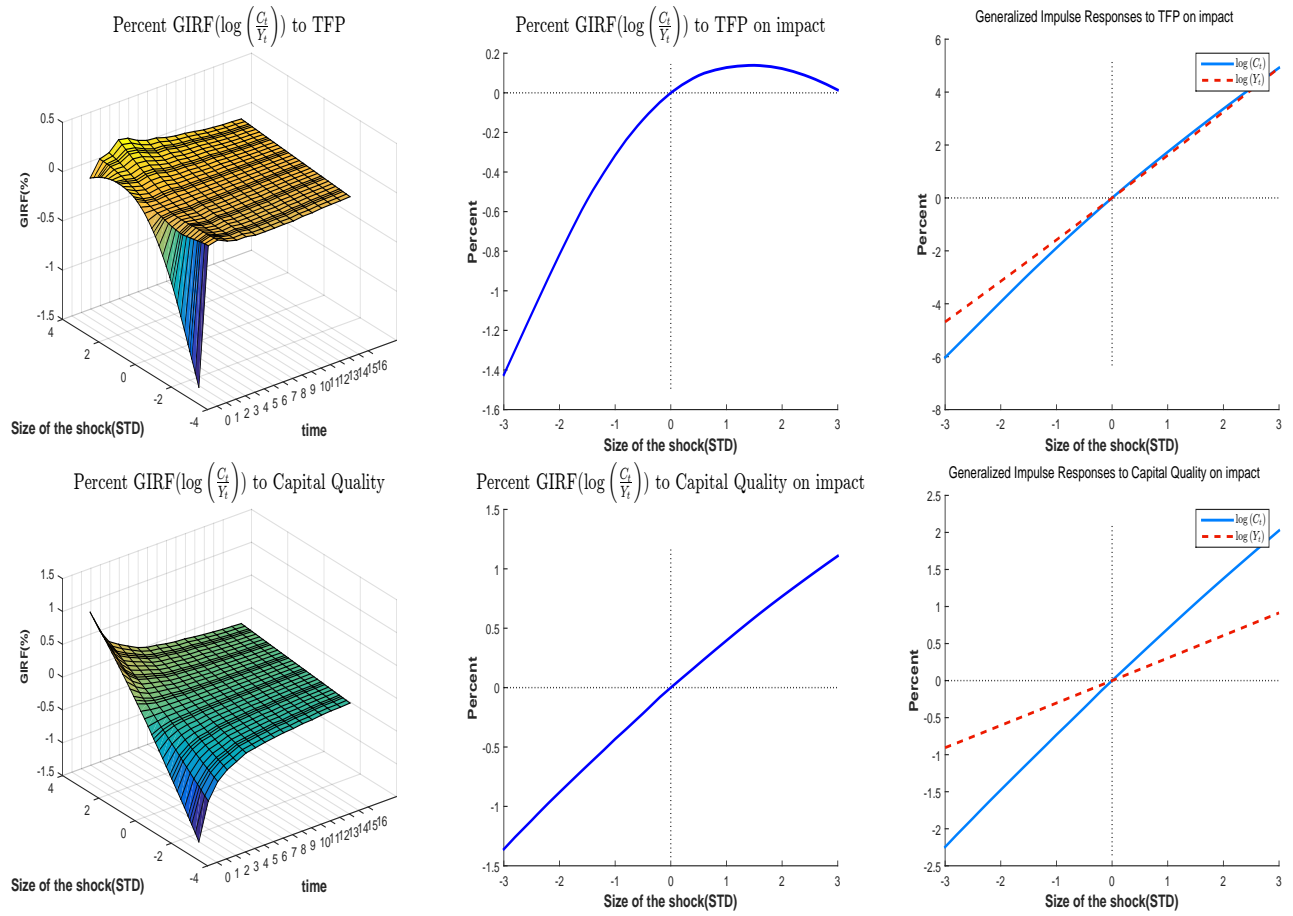 Percent GIRF(log (C_t/Y_t)) to TFP
GIRF(%)
0.5
0
-0.5
-1
-1.5
4
2
0
-2
-4
0 1 2 3 4 5 6 7 8 9 10 11 12 13 14 15 16
Size of the shock(STD)
time
Percent GIRF(log (C_t/Y_t)) to TFP on impact
Percent
0.2
0
-0.2
-0.4
-0.6
-0.8
-1
-1.2
-1.4
-1.6
-3 -2 -1 0 1 2 3
Size of the shock(STD)
Generalized Impulse Responses to TFP on impact
log (C_t)
log (Y_t)
Percent
6
4
2
0
-2
-4
-6
-8
-3 -2 -1 0 1 2 3
Size of the shock(STD)
Percent GIRF(log (C_t/Y_t)) to Capital Quality
GIRF(%)
1.5
1
0.5
0
-0.5
-1
-1.5
4
2
0
-2
-4
0 1 2 3 4 5 6 7 8 9 10 11 12 13 14 15 16
Size of the shock(STD)
time
Percent GIRF(log (C_t/Y_t)) to Capital Quality on impact
Percent
1.5
1
0.5
0
-0.5
-1
-1.5
-3 -2 -1 0 1 2 3
Size of the shock(STD)
Generalized Impulse Responses to Capital Quality on impact
log (C_t)
log (Y_t)
Percent
2.5
2
1.5
1
0.5
0
-0.5
-1
-1.5
-2
-2.5
-3 -2 -1 0 1 2 3
Size of the shock(STD)